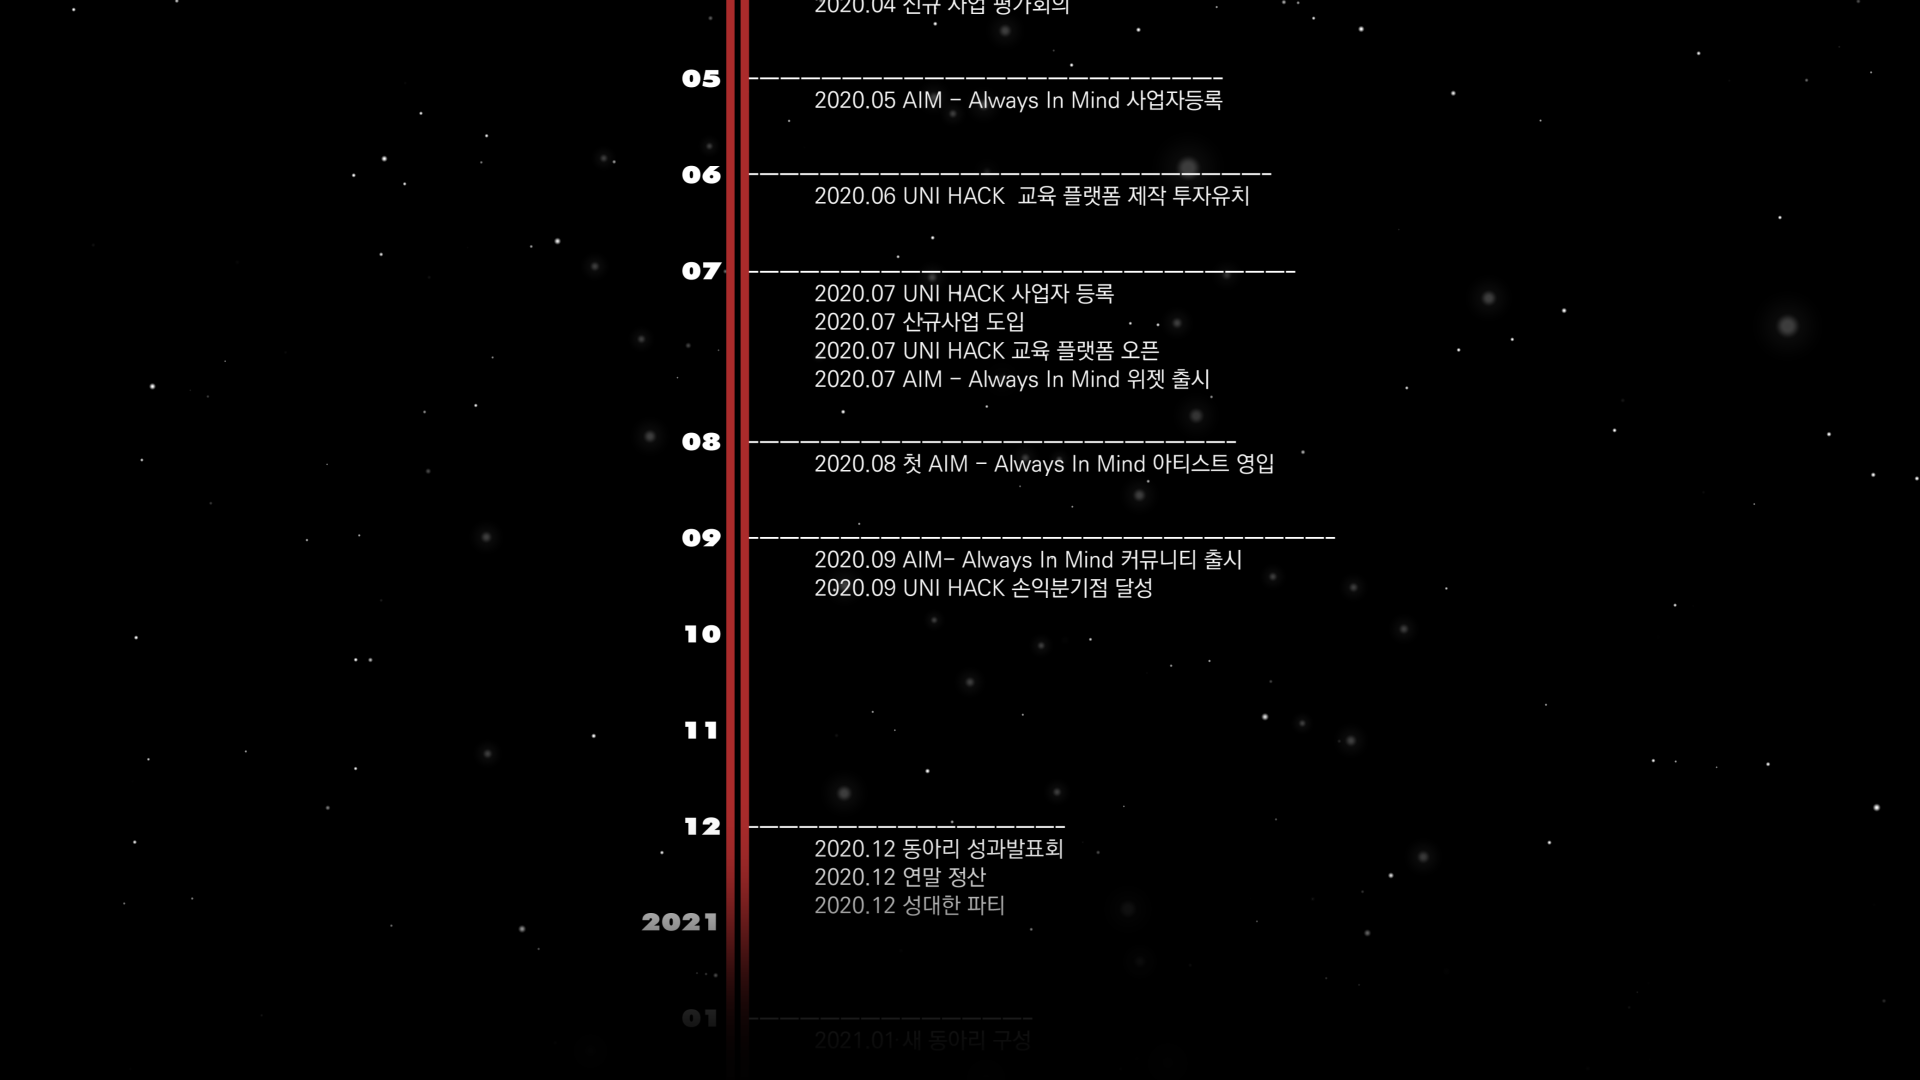 2020.04 신규 사업 평가회의
05
2020.05 AIM - Always In Mind 사업자등록
06
2020.06 UNI HACK 교육 플랫폼 제작 투자유치
07
2020.07 UNI HACK 사업자 등록
2020.07 신규사업 도입
2020.07 UNI HACK 교육 플랫폼 오픈
2020.07 AIM - Always In Mind 위젯 출시
08
2020.08 첫 AIM - Always In Mind 아티스트 영입
09
2020.09 AIM- Always In Mind 커뮤니티 출시
2020.09 UNI HACK 손익분기점 달성
10
11
12
2020.12 동아리 성과발표회
2020.12 연말 정산
2020.12 성대한 파티
2021
01
2021.01 새 동아리 구성